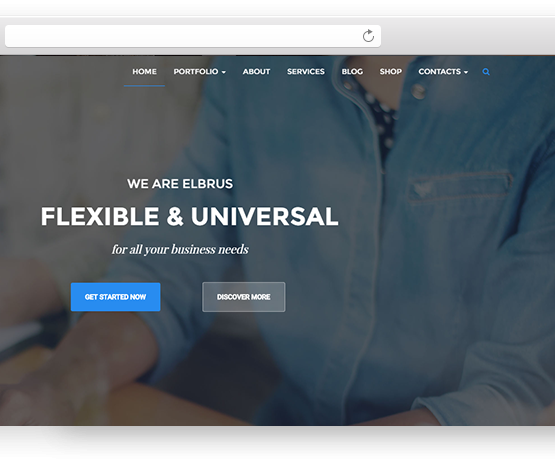 HOME PORTFOLIO ABOUT SERVICES BLOG SHOP CONTACTS
WE ARE ELBRUS
FLEXIBLE & UNIVERSAL
for all your business needs
GET STARTED NOW DISCOVER MORE